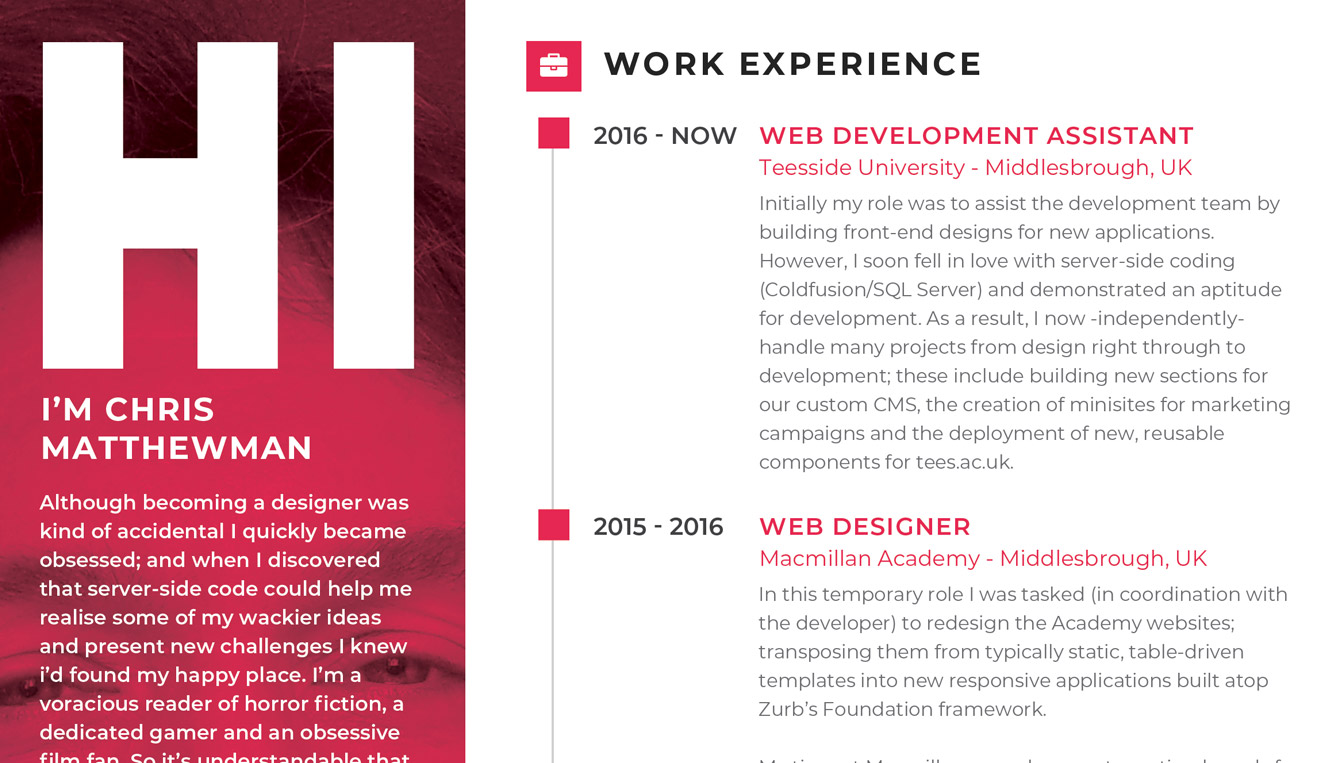 HI
I’M CHRIS
MATTHEWMAN
Although becoming a designer was
kind of accidental I quickly became
obsessed; and when I discovered
that server-side code could help me
realise some of my wackier ideas
and present new challenges I knew
i’d found my happy place. I’m a
voracious reader of horror fiction, a
dedicated gamer and an obsessive
film fan. So it’s understandable that
WORK EXPERIENCE
2016 - NOW WEB DEVELOPMENT ASSISTANT
Teesside University - Middlesbrough, UK
Initially my role was to assist the development team by
building front-end designs for new applications.
However, I soon fell in love with server-side coding
(Coldfusion/SQL Server) and demonstrated an aptitude
for development. As a result, I now -independently-
handle many projects from design right through to
development; these include building new sections for
our custom CMS, the creation of minisites for marketing
campaigns and the deployment of new, reusable
components for tees.ac.uk.
2015 - 2016 WEB DESIGNER
Macmillan Academy - Middlesbrough, UK
In this temporary role I was tasked (in coordination with
the developer) to redesign the Academy websites;
transposing them from typically static, table-driven
templates into new responsive applications built atop
Zurb’s Foundation framework.